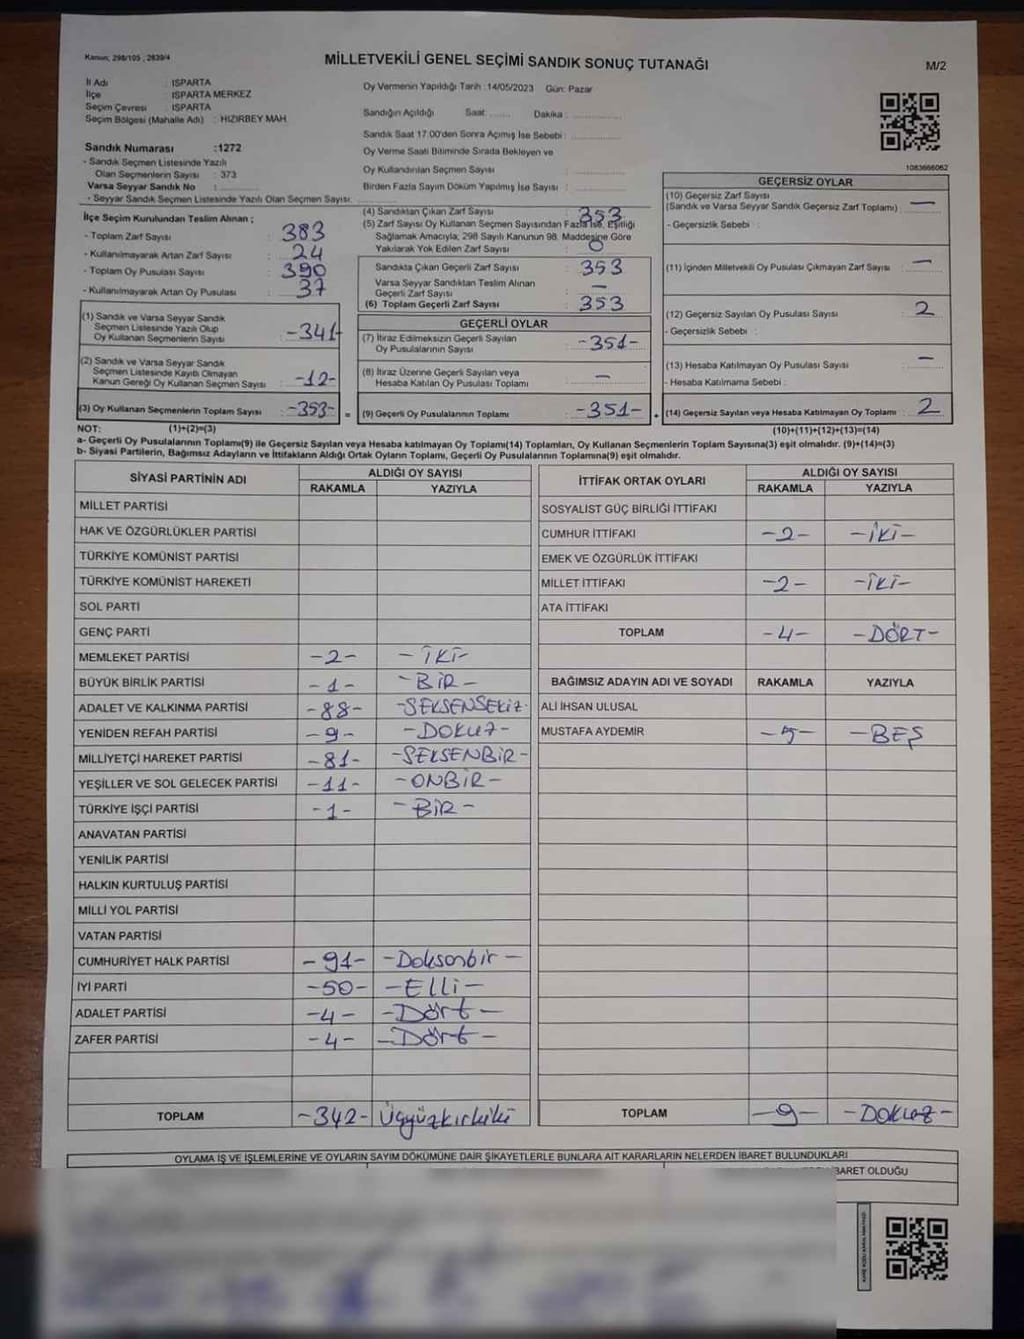 Kanun; 298/105 , 2839/4
MİLLETVEKİLİ GENEL SEÇİMİ SANDIK SONUÇ TUTANAĞI
M/2
İl Adı : ISPARTA
İlçe : ISPARTA MERKEZ
Seçim Çevresi : ISPARTA
Seçim Bölgesi (Mahalle Adı) : HIZIRBEY MAH.
Oy Vermenin Yapıldığı Tarih :14/05/2023 Gün: Pazar
Sandığın Açıldığı Saat: ...... Dakika : ............
Sandık Saat 17.00'den Sonra Açımış İse Sebebi : ............
Oy Verme Saati Bitiminde Sırada Bekleyen ve
Oy Kullandırılan Seçmen Sayısı : ............
Birden Fazla Sayım Döküm Yapılmış İse Sayısı : ............
1083666062
Sandık Numarası :1272
- Sandık Seçmen Listesinde Yazılı
Olan Seçmenlerin Sayısı : 373
Varsa Seyyar Sandık No : ............
- Seyyar Sandık Seçmen Listesinde Yazılı Olan Seçmen Sayısı: ............
İlçe Seçim Kurulundan Teslim Alınan ;
- Toplam Zarf Sayısı : 383
- Kullanılmayarak Artan Zarf Sayısı : 24
- Toplam Oy Pusulası Sayısı : 390
- Kullanılmayarak Artan Oy Pusulası : 37
(1) Sandık ve Varsa Seyyar Sandık
Seçmen Listesinde Yazılı Olup
Oy Kullanan Seçmenlerin Sayısı : -341-
(2) Sandık ve Varsa Seyyar Sandık
Seçmen Listesinde Kayıtlı Olmayan
Kanun Gereği Oy Kullanan Seçmen Sayısı : -12-
(3) Oy Kullanan Seçmenlerin Toplam Sayısı : -353-
(4) Sandıktan Çıkan Zarf Sayısı : 353
(5) Zarf Sayısı Oy Kullanan Seçmen Sayısından Fazla İse, Eşitliği
Sağlamak Amacıyla; 298 Sayılı Kanunun 98. Maddesine Göre
Yakılarak Yok Edilen Zarf Sayısı : 0
Sandıkta Çıkan Geçerli Zarf Sayısı : 353
Varsa Seyyar Sandıktan Teslim Alınan
Geçerli Zarf Sayısı : —
(6) Toplam Geçerli Zarf Sayısı : 353
GEÇERLİ OYLAR
(7) İtiraz Edilmeksizin Geçerli Sayılan
Oy Pusulalarının Sayısı : -351-
(8) İtiraz Üzerine Geçerli Sayılan veya
Hesaba Katılan Oy Pusulası Toplamı : —
= (9) Geçerli Oy Pusulalarının Toplamı : -351-
GEÇERSİZ OYLAR
(10) Geçersiz Zarf Sayısı
(Sandık ve Varsa Seyyar Sandık Geçersiz Zarf Toplamı) : —
- Geçersizlik Sebebi :
(11) İçinden Milletvekili Oy Pusulası Çıkmayan Zarf Sayısı : —
(12) Geçersiz Sayılan Oy Pusulası Sayısı : 2
- Geçersizlik Sebebi :
(13) Hesaba Katılmayan Oy Pusulası Sayısı : —
- Hesaba Katılmama Sebebi :
(14) Geçersiz Sayılan veya Hesaba Katılmayan Oy Toplamı : 2
NOT: (1)+(2)=(3) (10)+(11)+(12)+(13)=(14)
a- Geçerli Oy Pusulalarının Toplamı(9) ile Geçersiz Sayılan veya Hesaba katılmayan Oy Toplamı(14) Toplamları, Oy Kullanan Seçmenlerin Toplam Sayısına(3) eşit olmalıdır. (9)+(14)=(3)
b- Siyasi Partilerin, Bağımsız Adayların ve İttifakların Aldığı Ortak Oyların Toplamı, Geçerli Oy Pusulalarının Toplamına(9) eşit olmalıdır.
SİYASİ PARTİNİN ADI ALDIĞI OY SAYISI
RAKAMLA YAZIYLA
MİLLET PARTİSİ
HAK VE ÖZGÜRLÜKLER PARTİSİ
TÜRKİYE KOMÜNİST PARTİSİ
TÜRKİYE KOMÜNİST HAREKETİ
SOL PARTİ
GENÇ PARTİ
MEMLEKET PARTİSİ -2- -İKİ-
BÜYÜK BİRLİK PARTİSİ -1- -BİR-
ADALET VE KALKINMA PARTİSİ -88- -SEKSENSEKİZ-
YENİDEN REFAH PARTİSİ -9- -DOKUZ-
MİLLİYETÇİ HAREKET PARTİSİ -81- -SEKSENBİR-
YEŞİLLER VE SOL GELECEK PARTİSİ -11- -ONBİR-
TÜRKİYE İŞÇİ PARTİSİ -1- -BİR-
ANAVATAN PARTİSİ
YENİLİK PARTİSİ
HALKIN KURTULUŞ PARTİSİ
MİLLİ YOL PARTİSİ
VATAN PARTİSİ
CUMHURİYET HALK PARTİSİ -91- -Doksanbir-
İYİ PARTİ -50- -Elli-
ADALET PARTİSİ -4- -Dört-
ZAFER PARTİSİ -4- -Dört-
TOPLAM -342- Üçyüzkırkiki
İTTİFAK ORTAK OYLARI ALDIĞI OY SAYISI
RAKAMLA YAZIYLA
SOSYALIST GÜÇ BİRLİĞİ İTTİFAKI
CUMHUR İTTİFAKI -2- -İKİ-
EMEK VE ÖZGÜRLÜK İTTİFAKI
MİLLET İTTİFAKI -2- -İKİ-
ATA İTTİFAKI
TOPLAM -4- -DÖRT-
BAĞIMSIZ ADAYIN ADI VE SOYADI RAKAMLA YAZIYLA
ALİ İHSAN ULUSAL
MUSTAFA AYDEMİR -5- -BEŞ
TOPLAM -9- -DOKUZ-
OYLAMA İŞ VE İŞLEMLERİNE VE OYLARIN SAYIM DÖKÜMÜNE DAİR ŞİKAYETLERLE BUNLARA AİT KARARLARIN NELERDEN İBARET BULUNDUKLARI
İBARET OLDUĞU